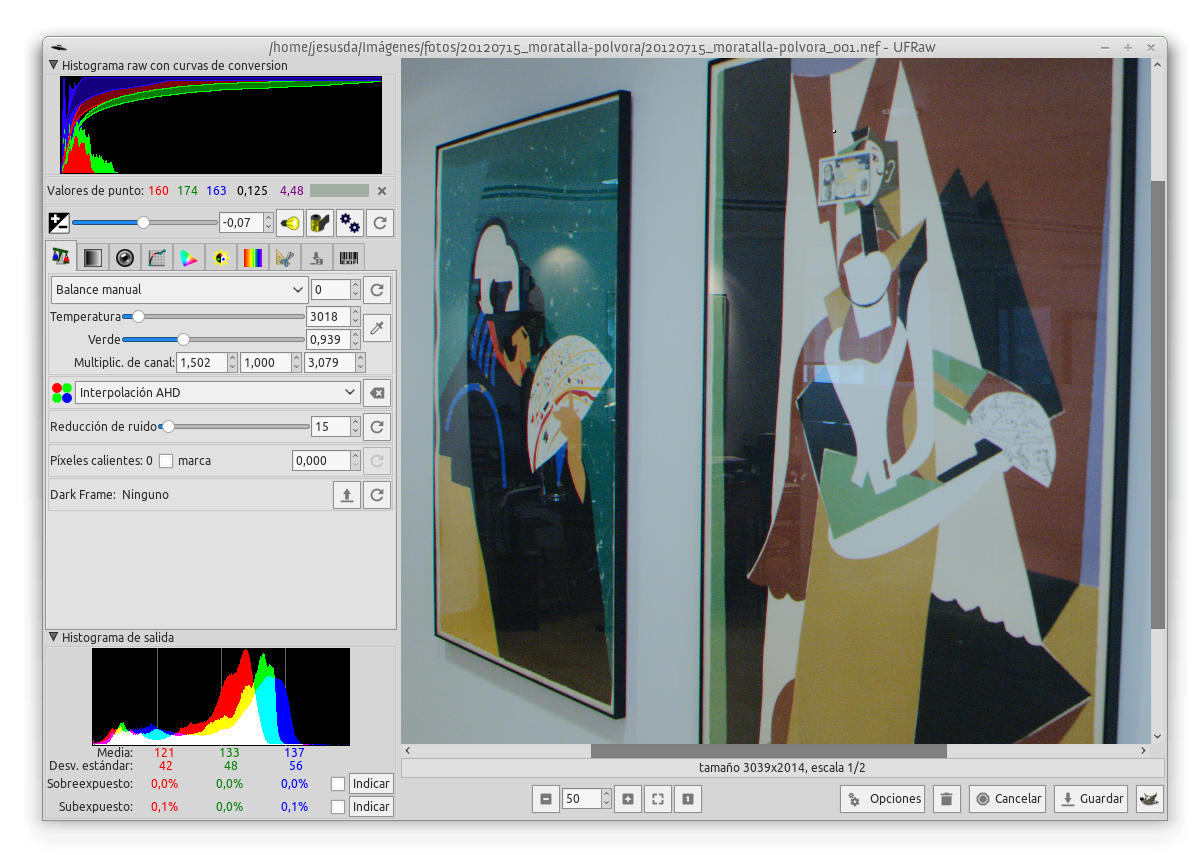 /home/jesusda/Imágenes/fotos/20120715_moratalla-polvora/20120715_moratalla-polvora_001.nef - UFRaw
Histograma raw con curvas de conversion
Valores de punto: 160 174 163 0,125 4,48
-0,07
EXIF
Balance manual 0
Temperatura 3018
Verde 0,939
Multiplic. de canal: 1,502 1,000 3,079
Interpolación AHD
Reducción de ruido 15
Píxeles calientes: 0 marca 0,000
Dark Frame: Ninguno
Histograma de salida
Media: 121 133 137
Desv. estándar: 42 48 56
Sobreexpuesto: 0,0% 0,0% 0,0% Indicar
Subexpuesto: 0,1% 0,0% 0,1% Indicar
tamaño 3039x2014, escala 1/2
50 1 Opciones Cancelar Guardar